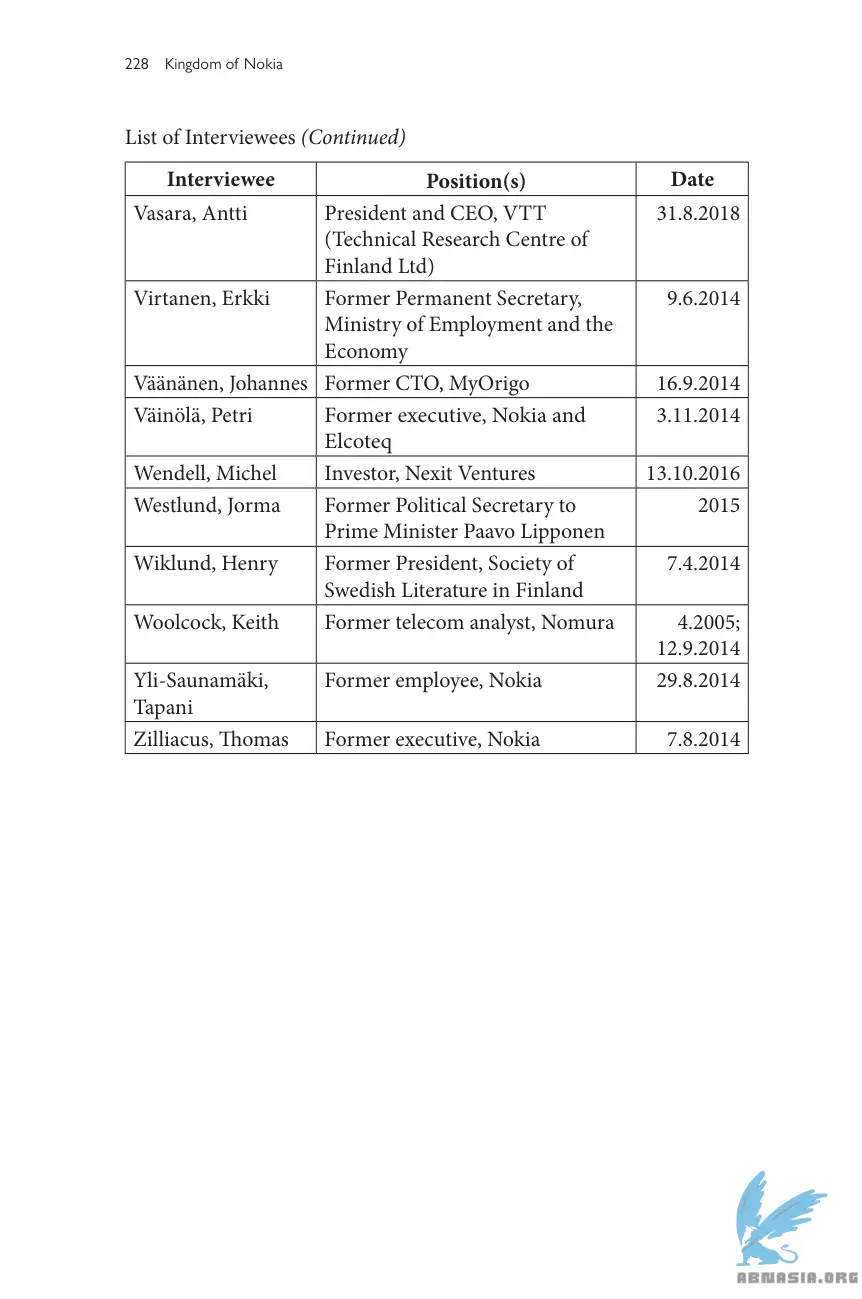 228 Kingdom of Nokia
List of Interviewees (Continued)
Interviewee Position(s) Date
Vasara, Antti President and CEO, VTT 31.8.2018
(Technical Research Centre of
Finland Ltd)
Virtanen, Erkki Former Permanent Secretary, 9.6.2014
Ministry of Employment and the
Economy
Väänänen, Johannes Former CTO, MyOrigo 16.9.2014
Väinölä, Petri Former executive, Nokia and 3.11.2014
Elcoteq
Wendell, Michel Investor, Nexit Ventures 13.10.2016
Westlund, Jorma Former Political Secretary to 2015
Prime Minister Paavo Lipponen
Wiklund, Henry Former President, Society of 7.4.2014
Swedish Literature in Finland
Woolcock, Keith Former telecom analyst, Nomura 4.2005;
12.9.2014
Yli-Saunamäki, Former employee, Nokia 29.8.2014
Tapani
Zilliacus, Thomas Former executive, Nokia 7.8.2014
ABNASIA.ORG